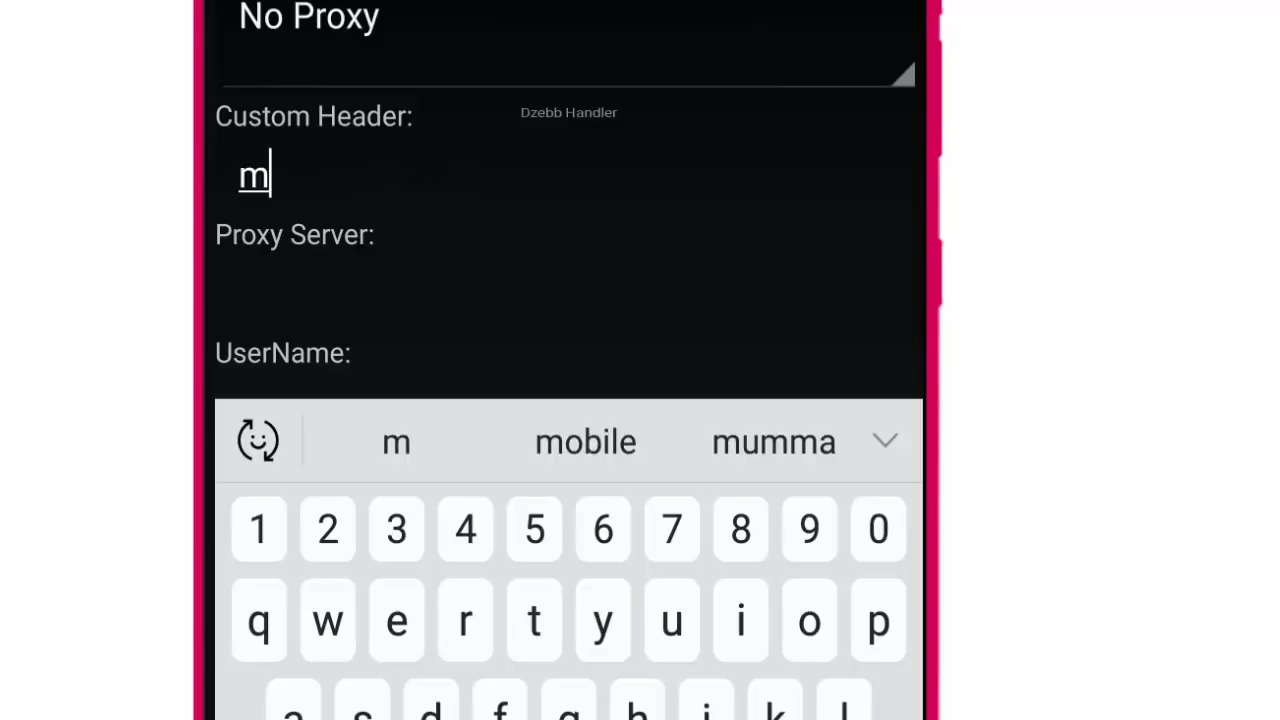 No Proxy
Custom Header:
Dzebb Handler
m
Proxy Server:
UserName:
m mobile mumma
1 2 3 4 5 6 7 8 9 0
q w e r t y u i o p
a s d f g h j k l